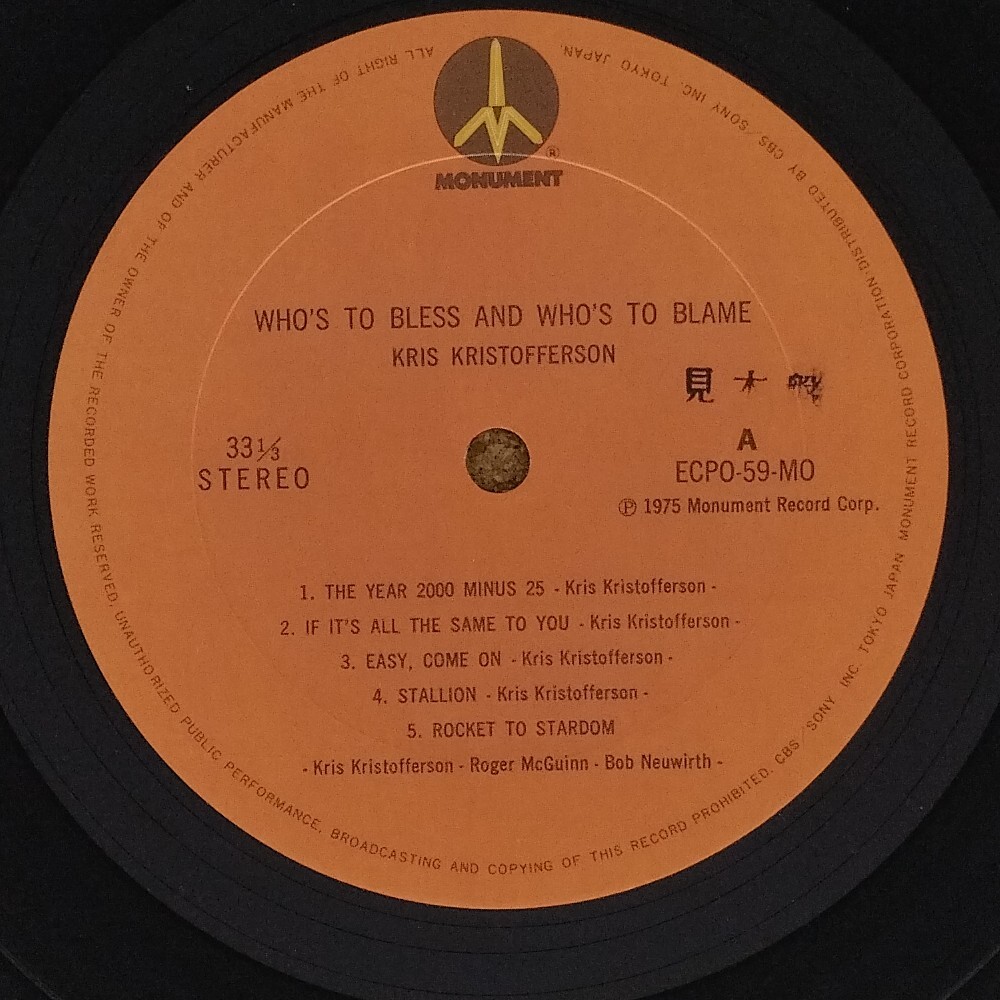 MONUMENT
®
WHO'S TO BLESS AND WHO'S TO BLAME
KRIS KRISTOFFERSON
見本盤
33⅓
STEREO
A
ECPO-59-MO
℗ 1975 Monument Record Corp.
1. THE YEAR 2000 MINUS 25 - Kris Kristofferson -
2. IF IT'S ALL THE SAME TO YOU - Kris Kristofferson -
3. EASY, COME ON - Kris Kristofferson -
4. STALLION - Kris Kristofferson -
5. ROCKET TO STARDOM
- Kris Kristofferson - Roger McGuinn - Bob Neuwirth -
ALL RIGHT OF THE MANUFACTURER AND OF THE OWNER OF THE RECORDED WORK RESERVED, UNAUTHORIZED PUBLIC PERFORMANCE, BROADCASTING AND COPYING OF THIS RECORD PROHIBITED. CBS/SONY INC. TOKYO JAPAN MONUMENT RECORD CORPORATION·DISTRIBUTED BY CBS/SONY INC. TOKYO JAPAN.